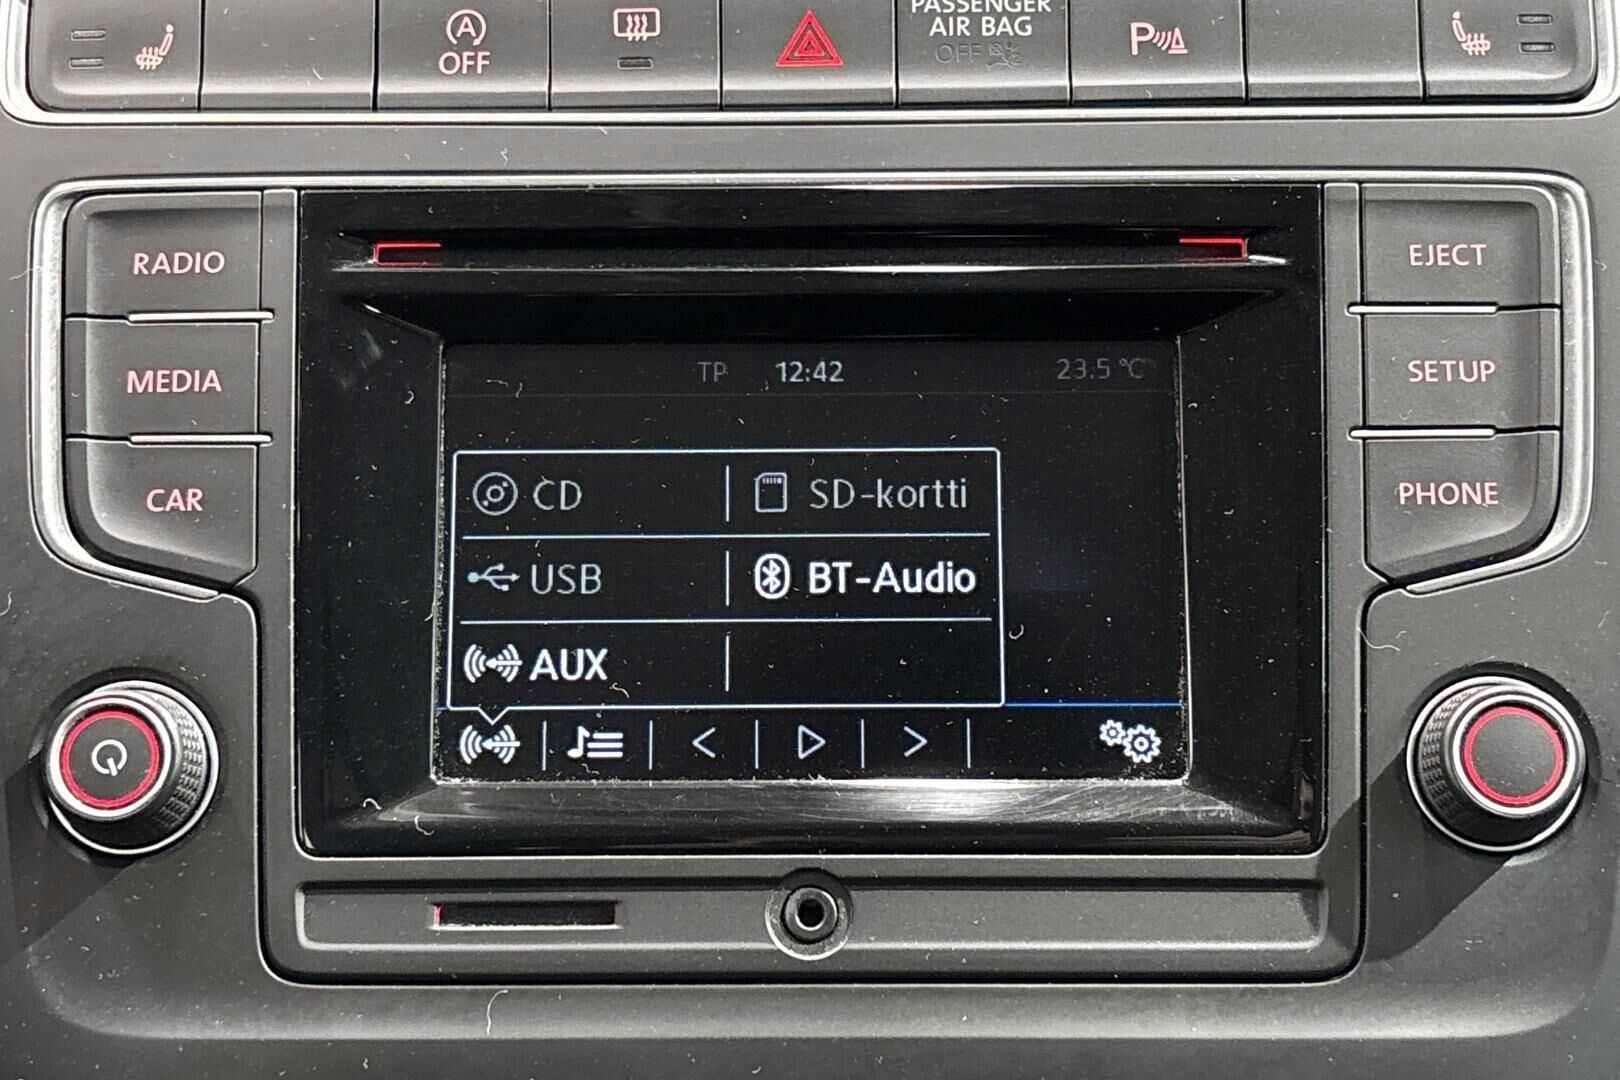 OFF
PASSENGER
AIR BAG
OFF
P
RADIO
MEDIA
CAR
EJECT
SETUP
PHONE
TP 12:42 23.5 °C
CD SD-kortti
USB BT-Audio
AUX